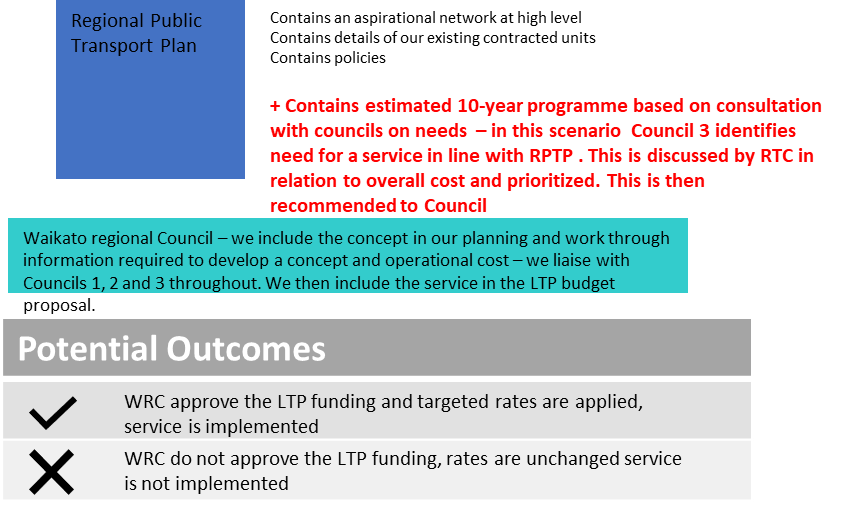 Regional Public
Transport Plan
Contains an aspirational network at high level
Contains details of our existing contracted units
Contains policies
+ Contains estimated 10-year programme based on consultation
with councils on needs – in this scenario Council 3 identifies
need for a service in line with RPTP . This is discussed by RTC in
relation to overall cost and prioritized. This is then
recommended to Council
Waikato regional Council – we include the concept in our planning and work through
information required to develop a concept and operational cost – we liaise with
Councils 1, 2 and 3 throughout. We then include the service in the LTP budget
proposal.
Potential Outcomes
WRC approve the LTP funding and targeted rates are applied,
service is implemented
WRC do not approve the LTP funding, rates are unchanged service
is not implemented